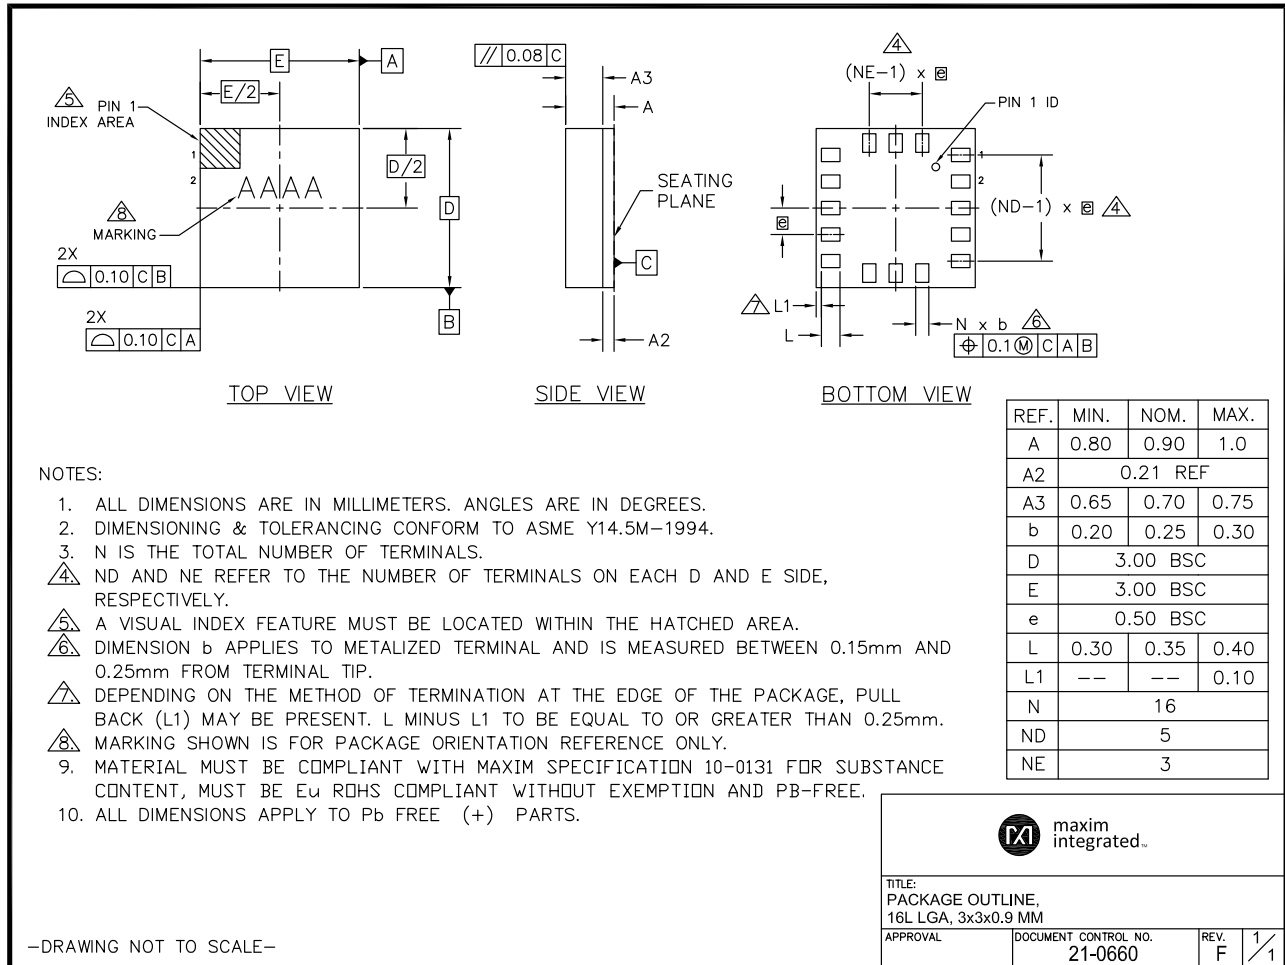 E
A
E/2
5 PIN 1
INDEX AREA
1
2
AAAA
D/2
D
8
MARKING
2X
0.10 C B
2X
0.10 C A
B
TOP VIEW
// 0.08 C
A3
A
SEATING
PLANE
C
A2
SIDE VIEW
4
(NE-1) x e
PIN 1 ID
1
2
e
(ND-1) x e 4
7 L1
L
N x b 6
⌖ 0.1 Ⓜ C A B
BOTTOM VIEW
REF. MIN. NOM. MAX.
A 0.80 0.90 1.0
A2 0.21 REF
A3 0.65 0.70 0.75
b 0.20 0.25 0.30
D 3.00 BSC
E 3.00 BSC
e 0.50 BSC
L 0.30 0.35 0.40
L1 -- -- 0.10
N 16
ND 5
NE 3
NOTES:
1. ALL DIMENSIONS ARE IN MILLIMETERS. ANGLES ARE IN DEGREES.
2. DIMENSIONING & TOLERANCING CONFORM TO ASME Y14.5M-1994.
3. N IS THE TOTAL NUMBER OF TERMINALS.
4. ND AND NE REFER TO THE NUMBER OF TERMINALS ON EACH D AND E SIDE,
RESPECTIVELY.
5. A VISUAL INDEX FEATURE MUST BE LOCATED WITHIN THE HATCHED AREA.
6. DIMENSION b APPLIES TO METALIZED TERMINAL AND IS MEASURED BETWEEN 0.15mm AND
0.25mm FROM TERMINAL TIP.
7. DEPENDING ON THE METHOD OF TERMINATION AT THE EDGE OF THE PACKAGE, PULL
BACK (L1) MAY BE PRESENT. L MINUS L1 TO BE EQUAL TO OR GREATER THAN 0.25mm.
8. MARKING SHOWN IS FOR PACKAGE ORIENTATION REFERENCE ONLY.
9. MATERIAL MUST BE COMPLIANT WITH MAXIM SPECIFICATION 10-0131 FOR SUBSTANCE
CONTENT, MUST BE Eu ROHS COMPLIANT WITHOUT EXEMPTION AND PB-FREE.
10. ALL DIMENSIONS APPLY TO Pb FREE (+) PARTS.
maxim
integrated™
TITLE:
PACKAGE OUTLINE,
16L LGA, 3x3x0.9 MM
APPROVAL
DOCUMENT CONTROL NO.
21-0660
REV.
F
1/1
-DRAWING NOT TO SCALE-